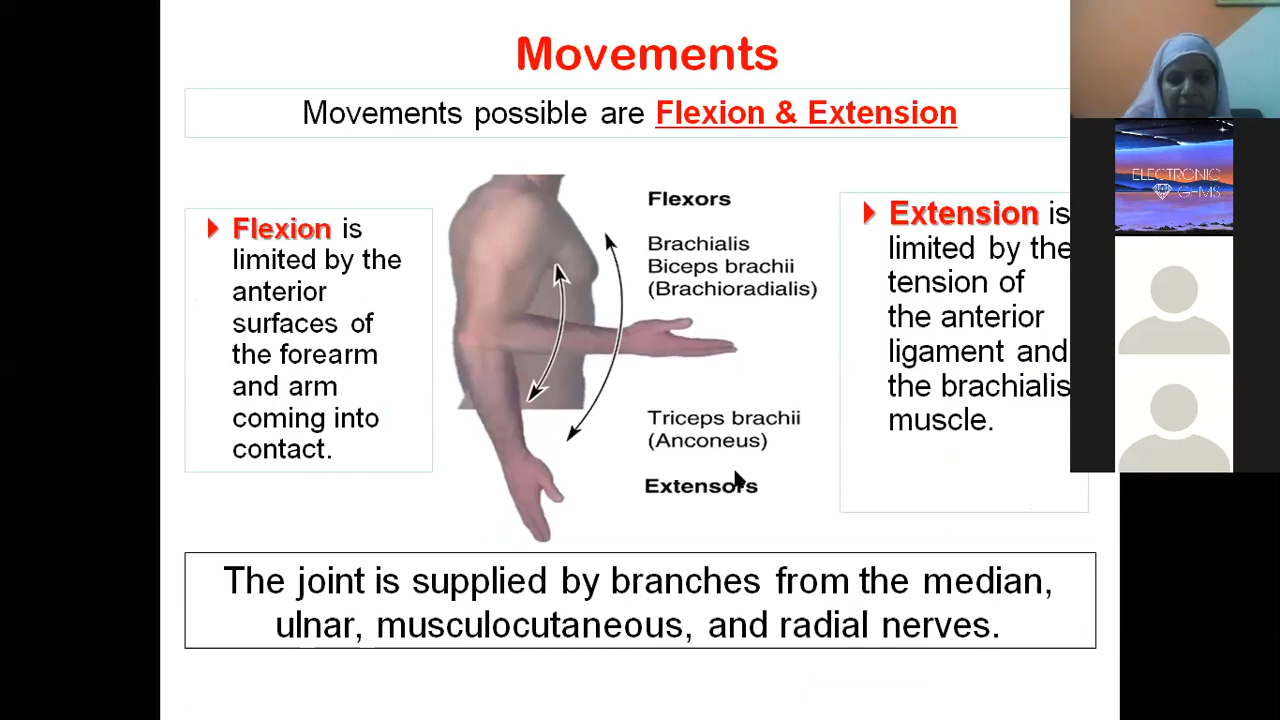 Movements
Movements possible are Flexion & Extension
Flexion is
limited by the
anterior
surfaces of
the forearm
and arm
coming into
contact.
Flexors
Brachialis
Biceps brachii
(Brachioradialis)
Triceps brachii
(Anconeus)
Extensors
Extension is
limited by the
tension of
the anterior
ligament and
the brachialis
muscle.
The joint is supplied by branches from the median,
ulnar, musculocutaneous, and radial nerves.
ELECTRONIC
GEMS